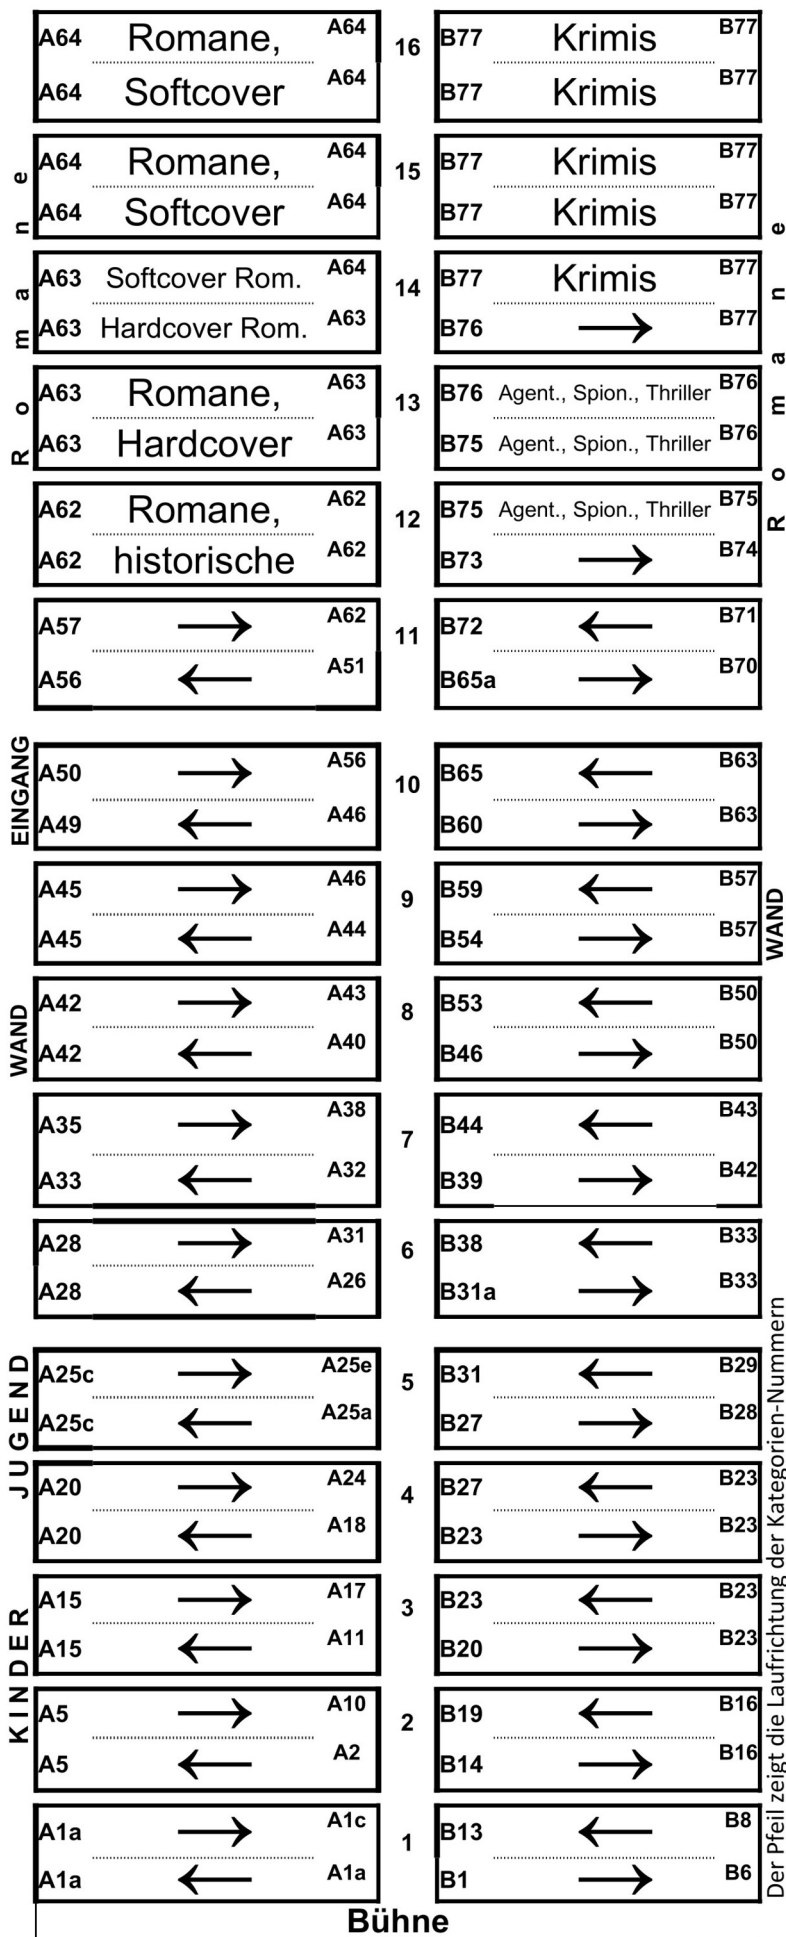 A64 Romane, A64 16 B77 Krimis B77
A64 Softcover A64 B77 Krimis B77
A64 Romane, A64 15 B77 Krimis B77
A64 Softcover A64 B77 Krimis B77
A63 Softcover Rom. A64 14 B77 Krimis B77
A63 Hardcover Rom. A63 B76 → B77
A63 Romane, A63 13 B76 Agent., Spion., Thriller B76
A63 Hardcover A63 B75 Agent., Spion., Thriller B76
A62 Romane, A62 12 B75 Agent., Spion., Thriller B75
A62 historische A62 B73 → B74
A57 → A62 11 B72 ← B71
A56 ← A51 B65a → B70
Romane
Romane
A50 → A56 10 B65 ← B63
A49 ← A46 B60 → B63
EINGANG
A45 → A46 9 B59 ← B57
A45 ← A44 B54 → B57
WAND
A42 → A43 8 B53 ← B50
A42 ← A40 B46 → B50
WAND
A35 → A38 7 B44 ← B43
A33 ← A32 B39 → B42
A28 → A31 6 B38 ← B33
A28 ← A26 B31a → B33
A25c → A25e 5 B31 ← B29
A25c ← A25a B27 → B28
JUGEND
A20 → A24 4 B27 ← B23
A20 ← A18 B23 → B23
A15 → A17 3 B23 ← B23
A15 ← A11 B20 → B23
KINDER
A5 → A10 2 B19 ← B16
A5 ← A2 B14 → B16
A1a → A1c 1 B13 ← B8
A1a ← A1a B1 → B6
Der Pfeil zeigt die Laufrichtung der Kategorien-Nummern
Bühne